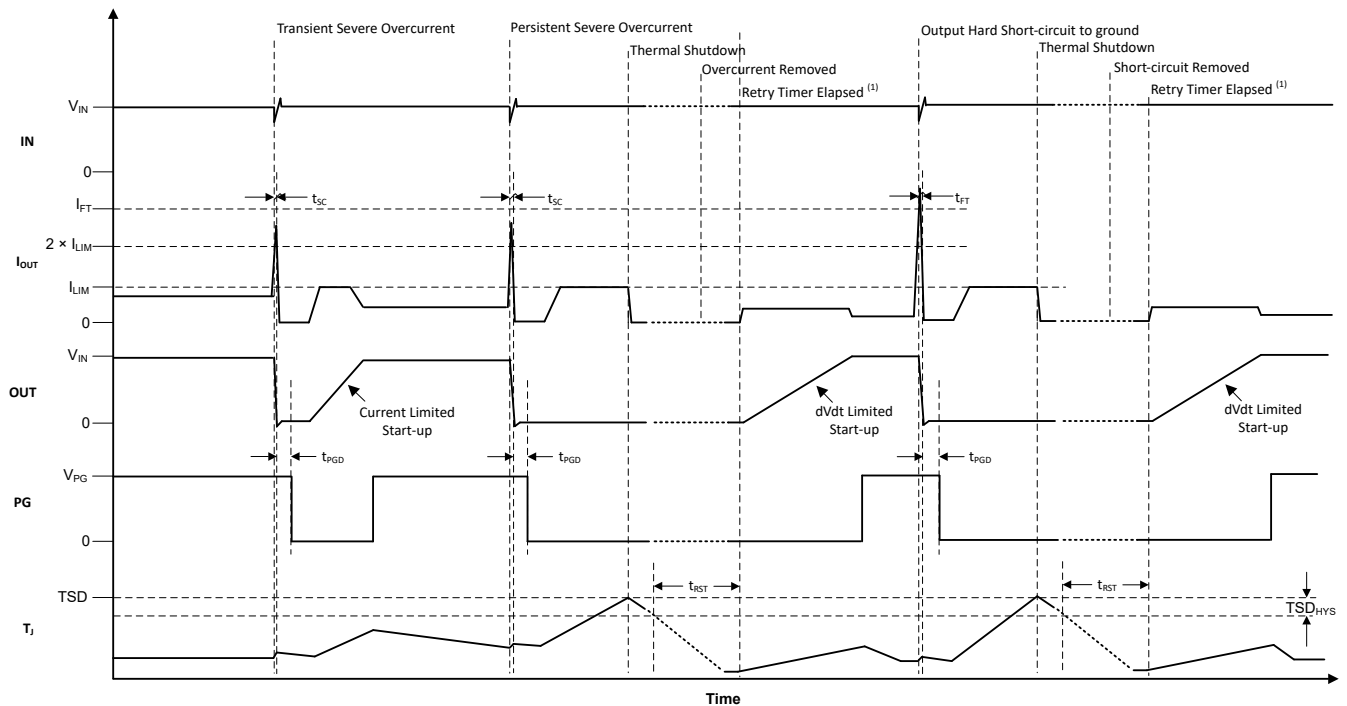 Transient Severe Overcurrent
Persistent Severe Overcurrent
Output Hard Short-circuit to ground
Thermal Shutdown
Thermal Shutdown
Overcurrent Removed
Short-circuit Removed
Retry Timer Elapsed (1)
Retry Timer Elapsed (1)
VIN
IN
0
IFT
tSC
tSC
tFT
2 × ILIM
IOUT
ILIM
0
VIN
OUT
Current Limited
Start-up
dVdt Limited
Start-up
dVdt Limited
Start-up
0
tPGD
tPGD
tPGD
VPG
PG
0
tRST
tRST
TSD
TSDHYS
TJ
Time